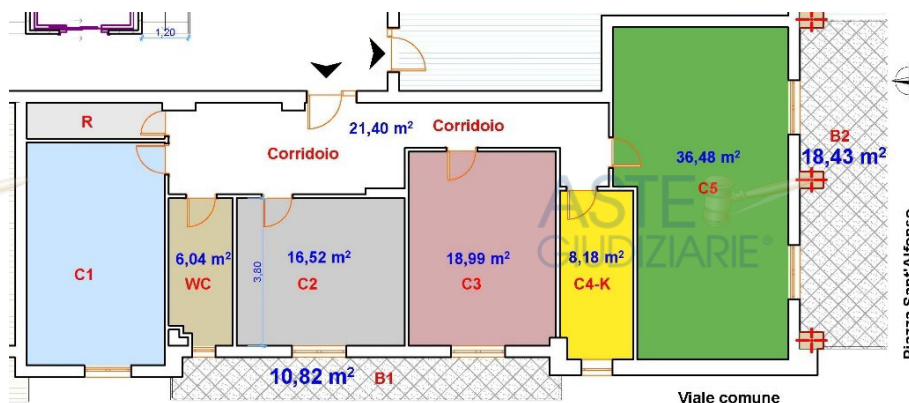 1,20
R
Corridoio
21,40 m²
Corridoio
B2
18,43 m²
36,48 m²
C5
ASTE
GIUDIZIARIE®
C1
6,04 m²
WC
3,80
16,52 m²
C2
18,99 m²
C3
8,18 m²
C4-K
10,82 m²
B1
Viale comune
Piazza Sant'Alfonso